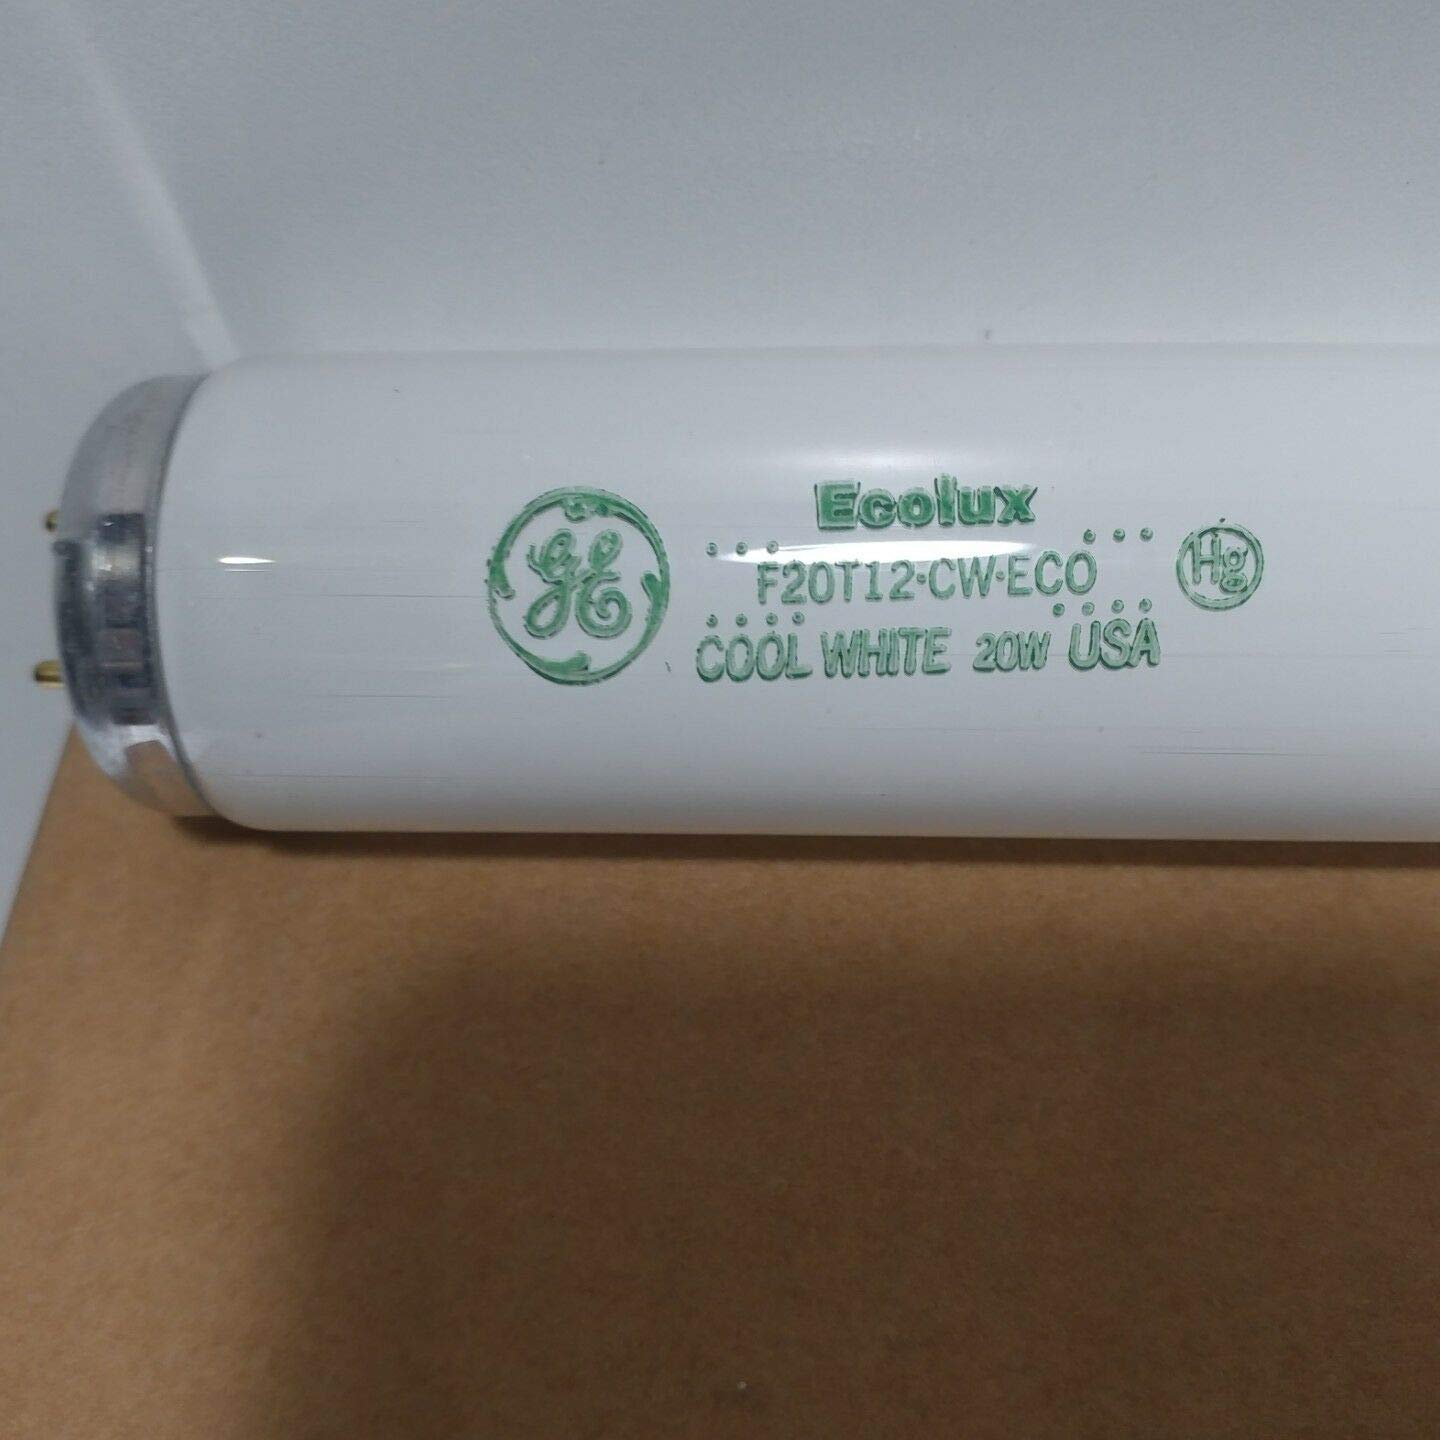 GE
Ecolux
F20T12·CW·ECO
Hg
COOL WHITE 20W USA